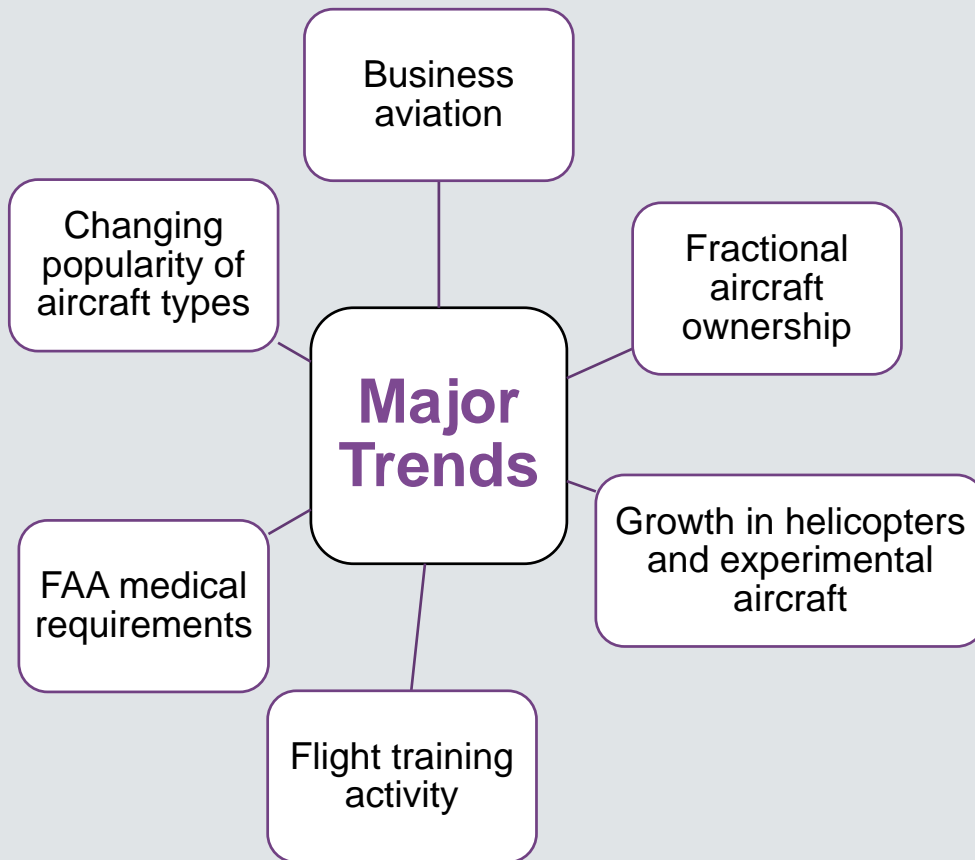 Business
aviation
Changing
popularity of
aircraft types
Fractional
aircraft
ownership
Major
Trends
Growth in helicopters
and experimental
aircraft
FAA medical
requirements
Flight training
activity